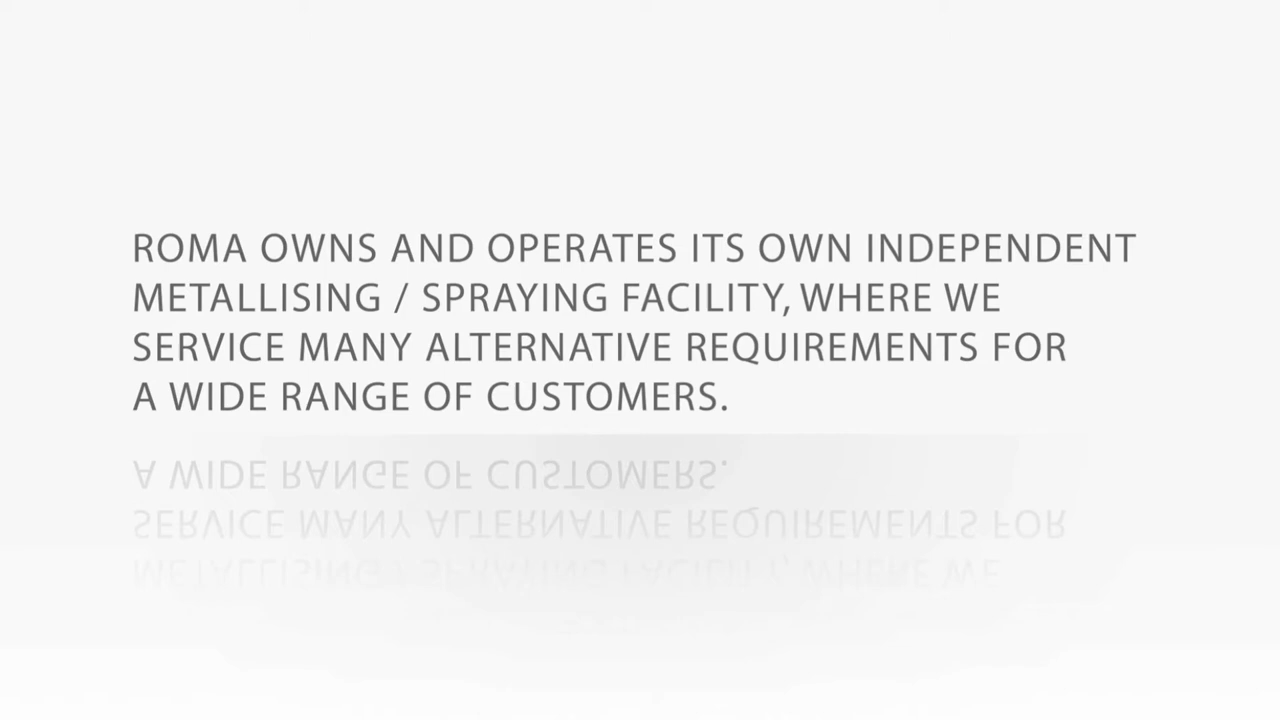 ROMA OWNS AND OPERATES ITS OWN INDEPENDENT
METALLISING / SPRAYING FACILITY, WHERE WE
SERVICE MANY ALTERNATIVE REQUIREMENTS FOR
A WIDE RANGE OF CUSTOMERS.